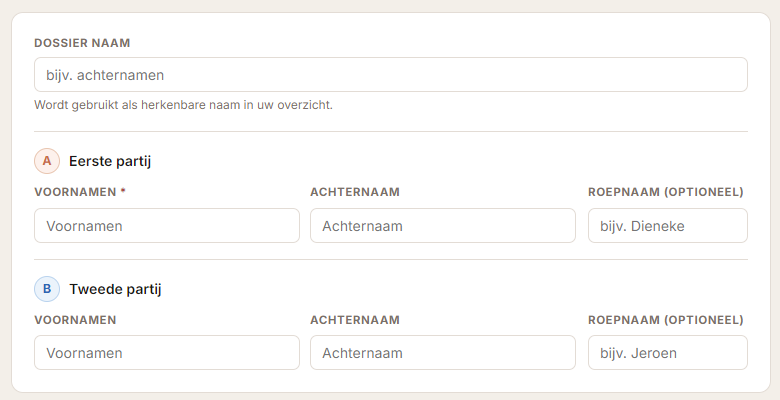 DOSSIER NAAM
bijv. achternamen
Wordt gebruikt als herkenbare naam in uw overzicht.
A Eerste partij
VOORNAMEN * ACHTERNAAM ROEPNAAM (OPTIONEEL)
Voornamen Achternaam bijv. Dieneke
B Tweede partij
VOORNAMEN ACHTERNAAM ROEPNAAM (OPTIONEEL)
Voornamen Achternaam bijv. Jeroen